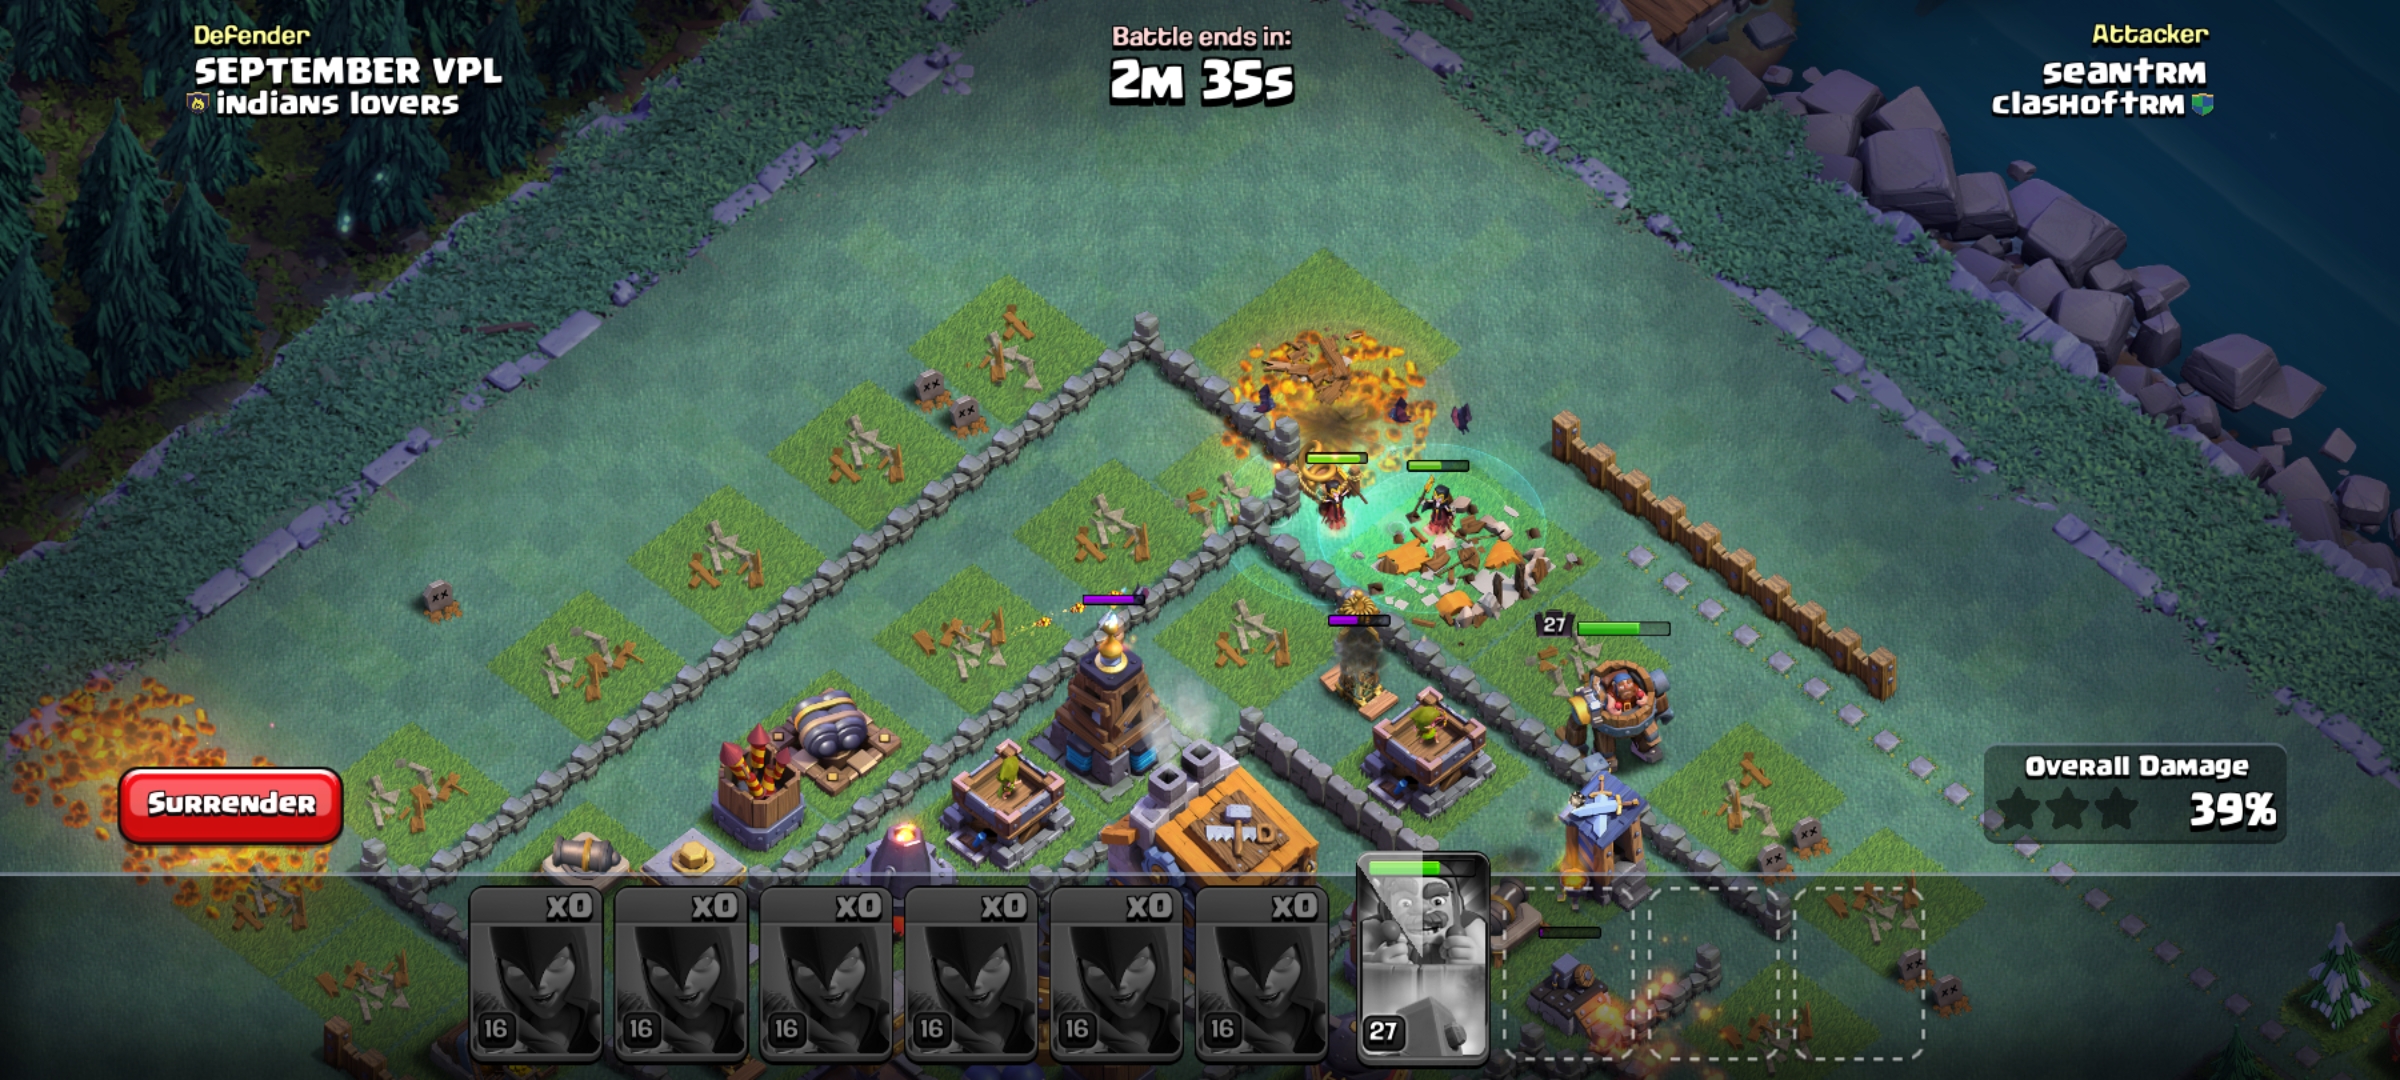 Defender
SEPTEMBER VPL
indians lovers
Battle ends in:
2M 35s
Attacker
seantRM
clashoftRM
27
Surrender
Overall Damage
39%
x0
x0
x0
x0
x0
x0
16
16
16
16
16
16
27